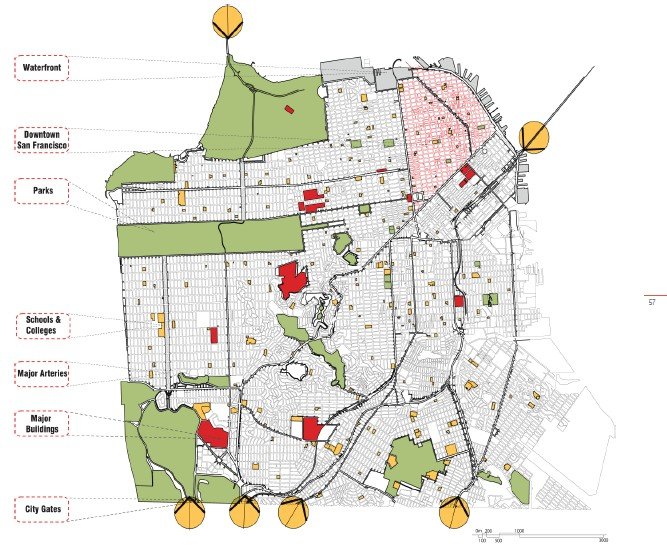 Waterfront
Downtown
San Francisco
Parks
57
Schools &
Colleges
Major Arteries
Major
Buildings
City Gates
0m 200 1000
100 500 3000